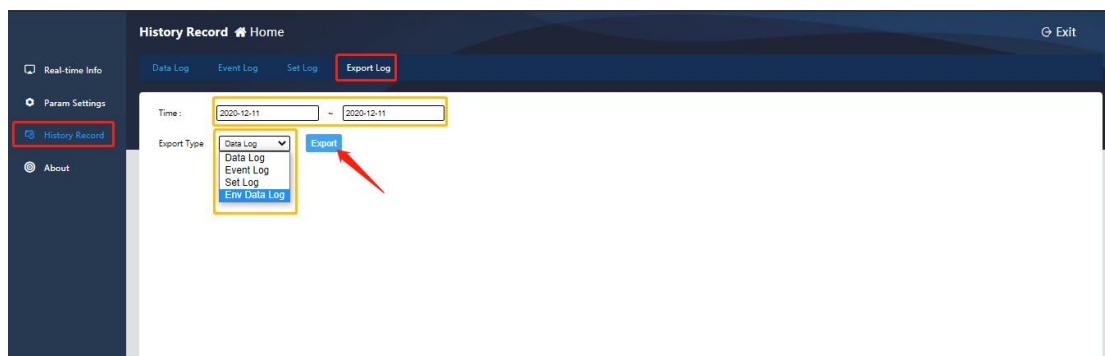 History Record Home
Exit
Real-time Info
Param Settings
History Record
About
Data Log Event Log Set Log Export Log
Time : 2020-12-11 ~ 2020-12-11
Export Type Data Log Export
Data Log
Event Log
Set Log
Env Data Log